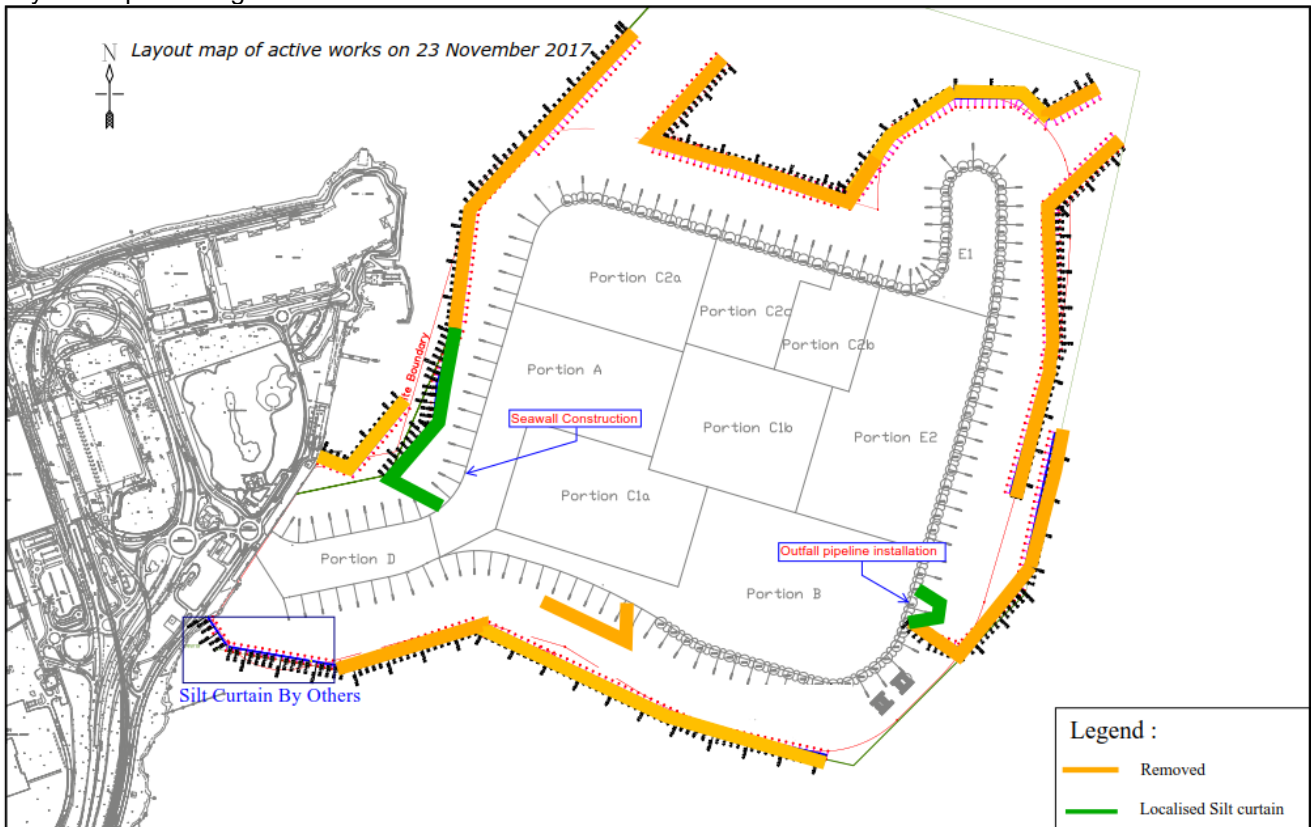 Layout map of active works on 23 November 2017
N
E1
Portion C2a
Portion C2c
Portion C2b
Portion A
Seawall Construction
Portion C1b
Portion E2
Portion C1a
Outfall pipeline installation
Portion D
Portion B
Silt Curtain By Others
Legend :
Removed
Localised Silt curtain